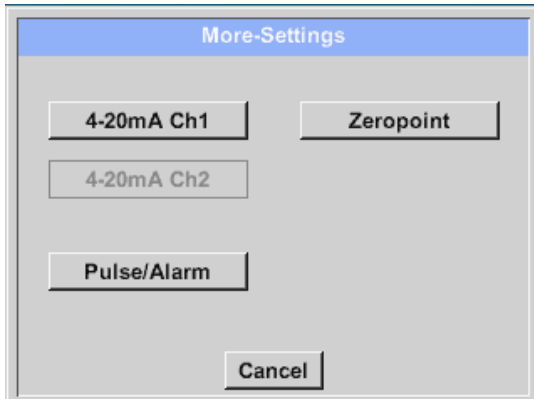 More-Settings
4-20mA Ch1
Zeropoint
4-20mA Ch2
Pulse/Alarm
Cancel